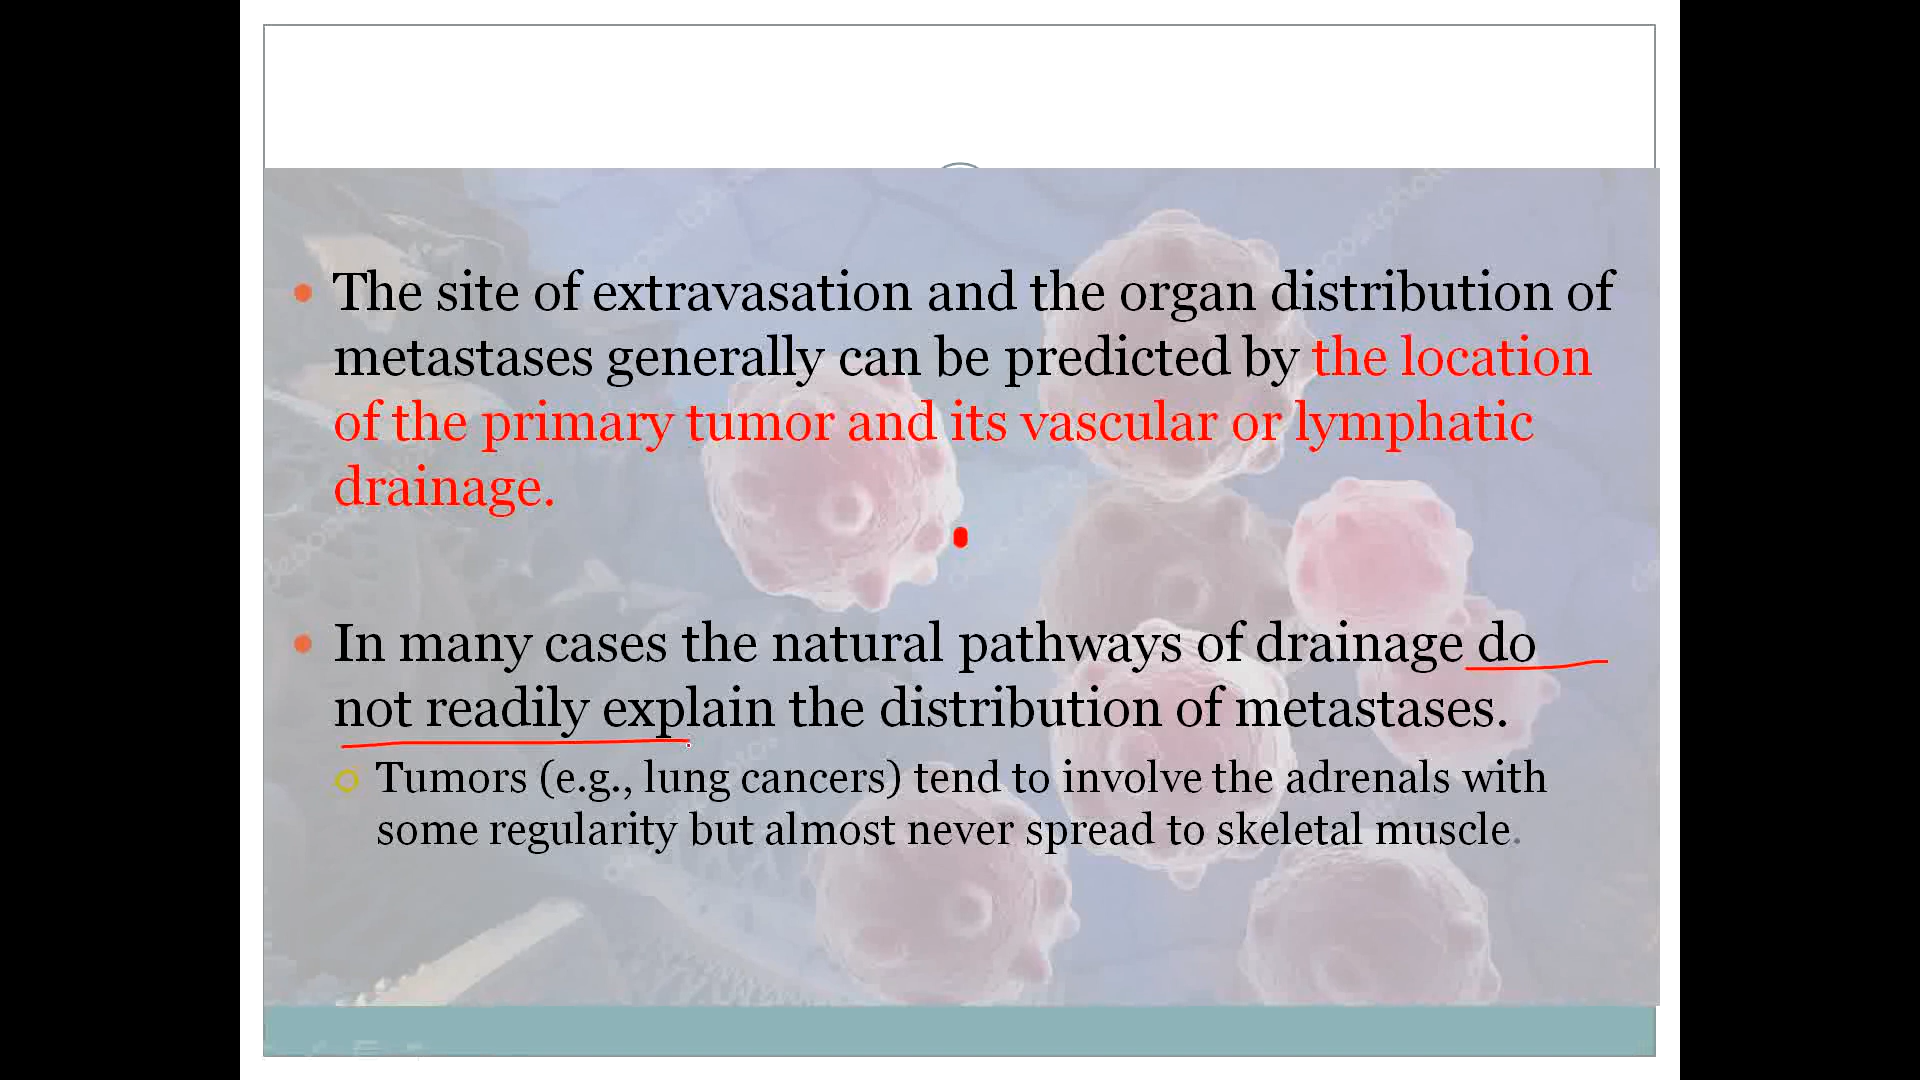 • The site of extravasation and the organ distribution of
metastases generally can be predicted by the location
of the primary tumor and its vascular or lymphatic
drainage.
• In many cases the natural pathways of drainage do
not readily explain the distribution of metastases.
Tumors (e.g., lung cancers) tend to involve the adrenals with
some regularity but almost never spread to skeletal muscle.